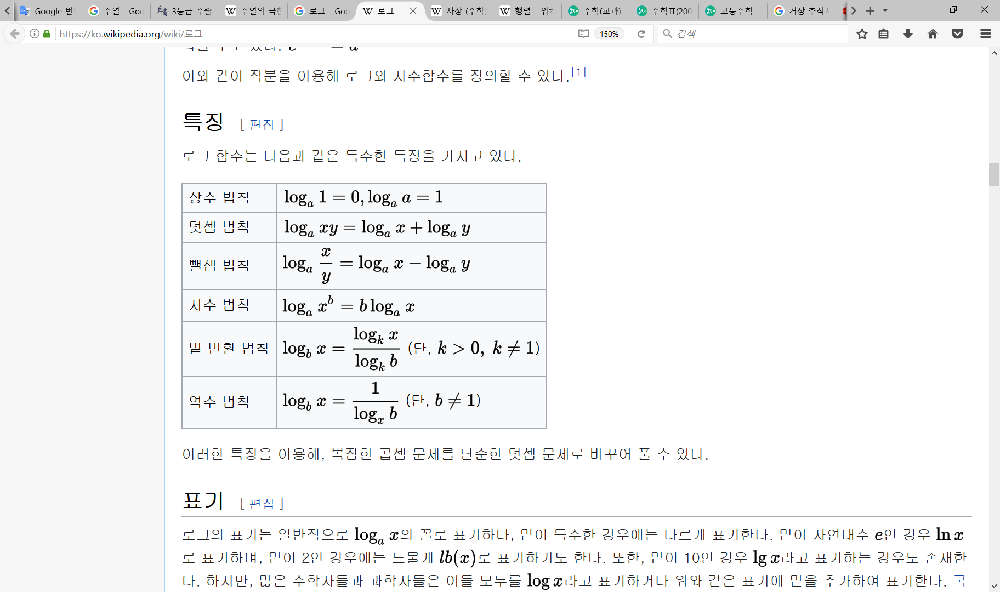 Google 번
수열 - Goo
3등급 주술
수열의 극한
로그 - Goo
로그 -
사상 (수학)
행렬 - 위키
수학(교과)
수학Ⅱ(200
고등수학 -
거상 추적자
https://ko.wikipedia.org/wiki/로그
150%
검색
이와 같이 적분을 이용해 로그와 지수함수를 정의할 수 있다.[1]
특징 [ 편집 ]
로그 함수는 다음과 같은 특수한 특징을 가지고 있다.
상수 법칙 log_a 1 = 0, log_a a = 1
덧셈 법칙 log_a xy = log_a x + log_a y
뺄셈 법칙 log_a x/y = log_a x − log_a y
지수 법칙 log_a x^b = b log_a x
밑 변환 법칙 log_b x = log_k x / log_k b (단, k > 0, k ≠ 1)
역수 법칙 log_b x = 1 / log_x b (단, b ≠ 1)
이러한 특징을 이용해, 복잡한 곱셈 문제를 단순한 덧셈 문제로 바꾸어 풀 수 있다.
표기 [ 편집 ]
로그의 표기는 일반적으로 log_a x의 꼴로 표기하나, 밑이 특수한 경우에는 다르게 표기한다. 밑이 자연대수 e인 경우 ln x
로 표기하며, 밑이 2인 경우에는 드물게 lb(x)로 표기하기도 한다. 또한, 밑이 10인 경우 lg x라고 표기하는 경우도 존재한
다. 하지만, 많은 수학자들과 과학자들은 이들 모두를 log x라고 표기하거나 위와 같은 표기에 밑을 추가하여 표기한다. 국